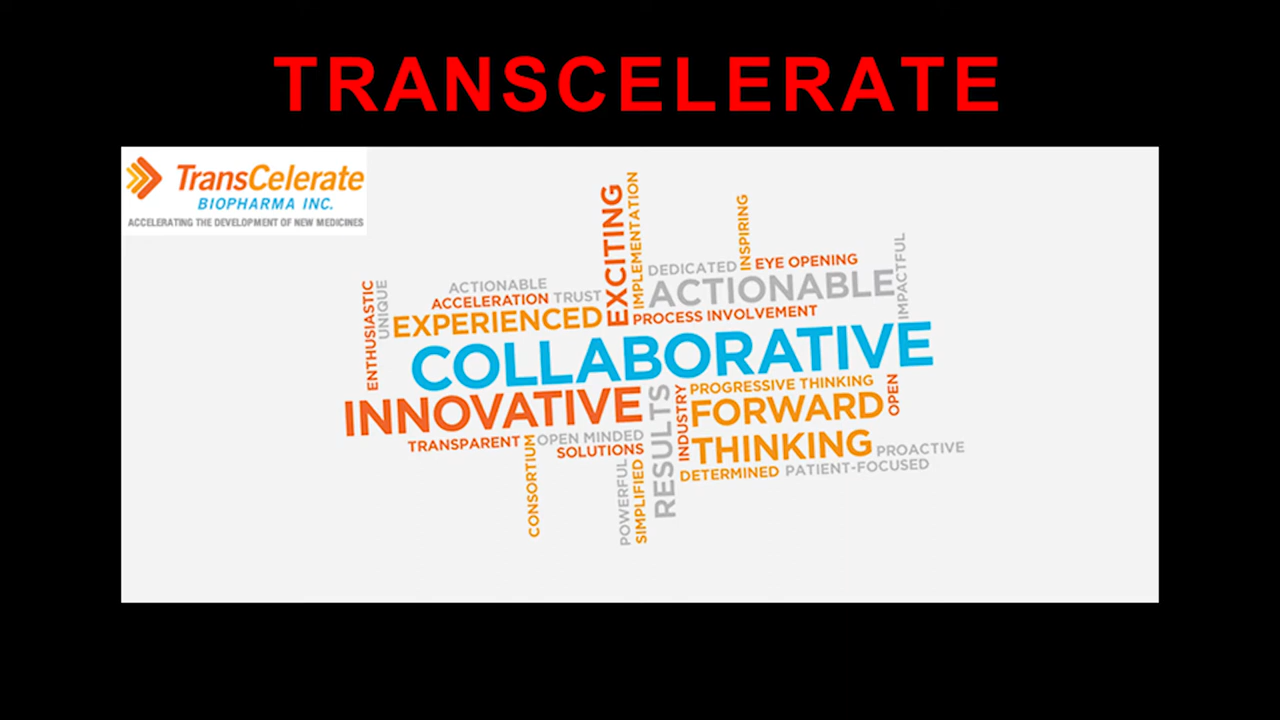 TRANSCELERATE
TransCelerate
BIOPHARMA INC.
ACCELERATING THE DEVELOPMENT OF NEW MEDICINES
EXCITING
IMPLEMENTATION
INSPIRING
DEDICATED
EYE OPENING
IMPACTFUL
ENTHUSIASTIC
UNIQUE
ACTIONABLE
ACTIONABLE
ACCELERATION
TRUST
EXPERIENCED
PROCESS INVOLVEMENT
COLLABORATIVE
INNOVATIVE
RESULTS
INDUSTRY
PROGRESSIVE THINKING
OPEN
FORWARD
THINKING
TRANSPARENT
CONSORTIUM
OPEN MINDED
SOLUTIONS
POWERFUL
SIMPLIFIED
PROACTIVE
DETERMINED
PATIENT-FOCUSED